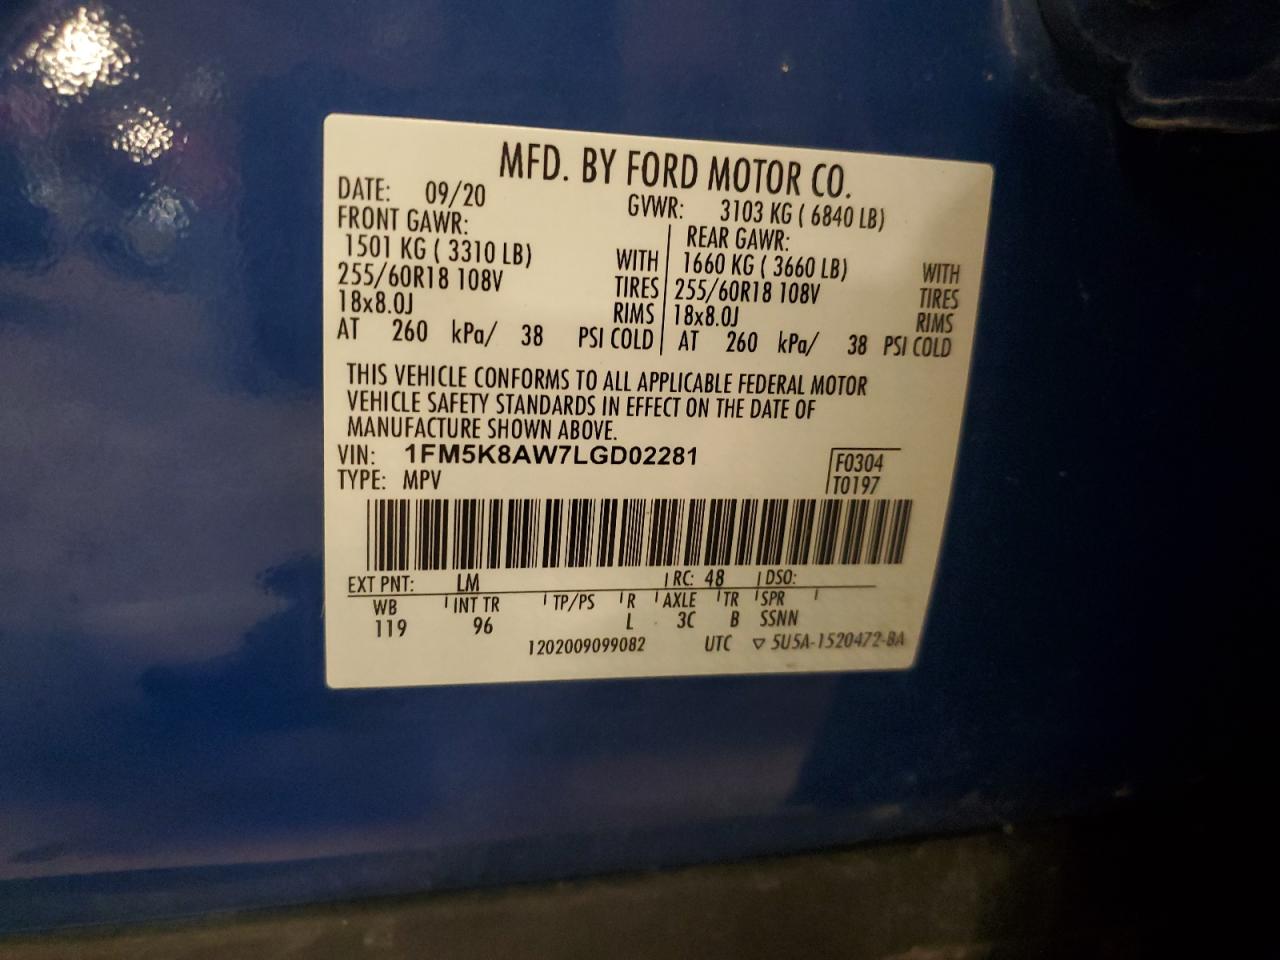 MFD. BY FORD MOTOR CO.
DATE: 09/20 GVWR: 3103 KG ( 6840 LB)
FRONT GAWR: REAR GAWR:
1501 KG ( 3310 LB) WITH 1660 KG ( 3660 LB) WITH
255/60R18 108V TIRES 255/60R18 108V TIRES
18x8.0J RIMS 18x8.0J RIMS
AT 260 kPa/ 38 PSI COLD AT 260 kPa/ 38 PSI COLD
THIS VEHICLE CONFORMS TO ALL APPLICABLE FEDERAL MOTOR
VEHICLE SAFETY STANDARDS IN EFFECT ON THE DATE OF
MANUFACTURE SHOWN ABOVE.
VIN: 1FM5K8AW7LGD02281 F0304
TYPE: MPV T0197
EXT PNT: LM RC: 48 DSO:
WB INT TR TP/PS R AXLE TR SPR
119 96 L 3C B SSNN
1202009099082 UTC ▽ 5U5A-1520472-BA